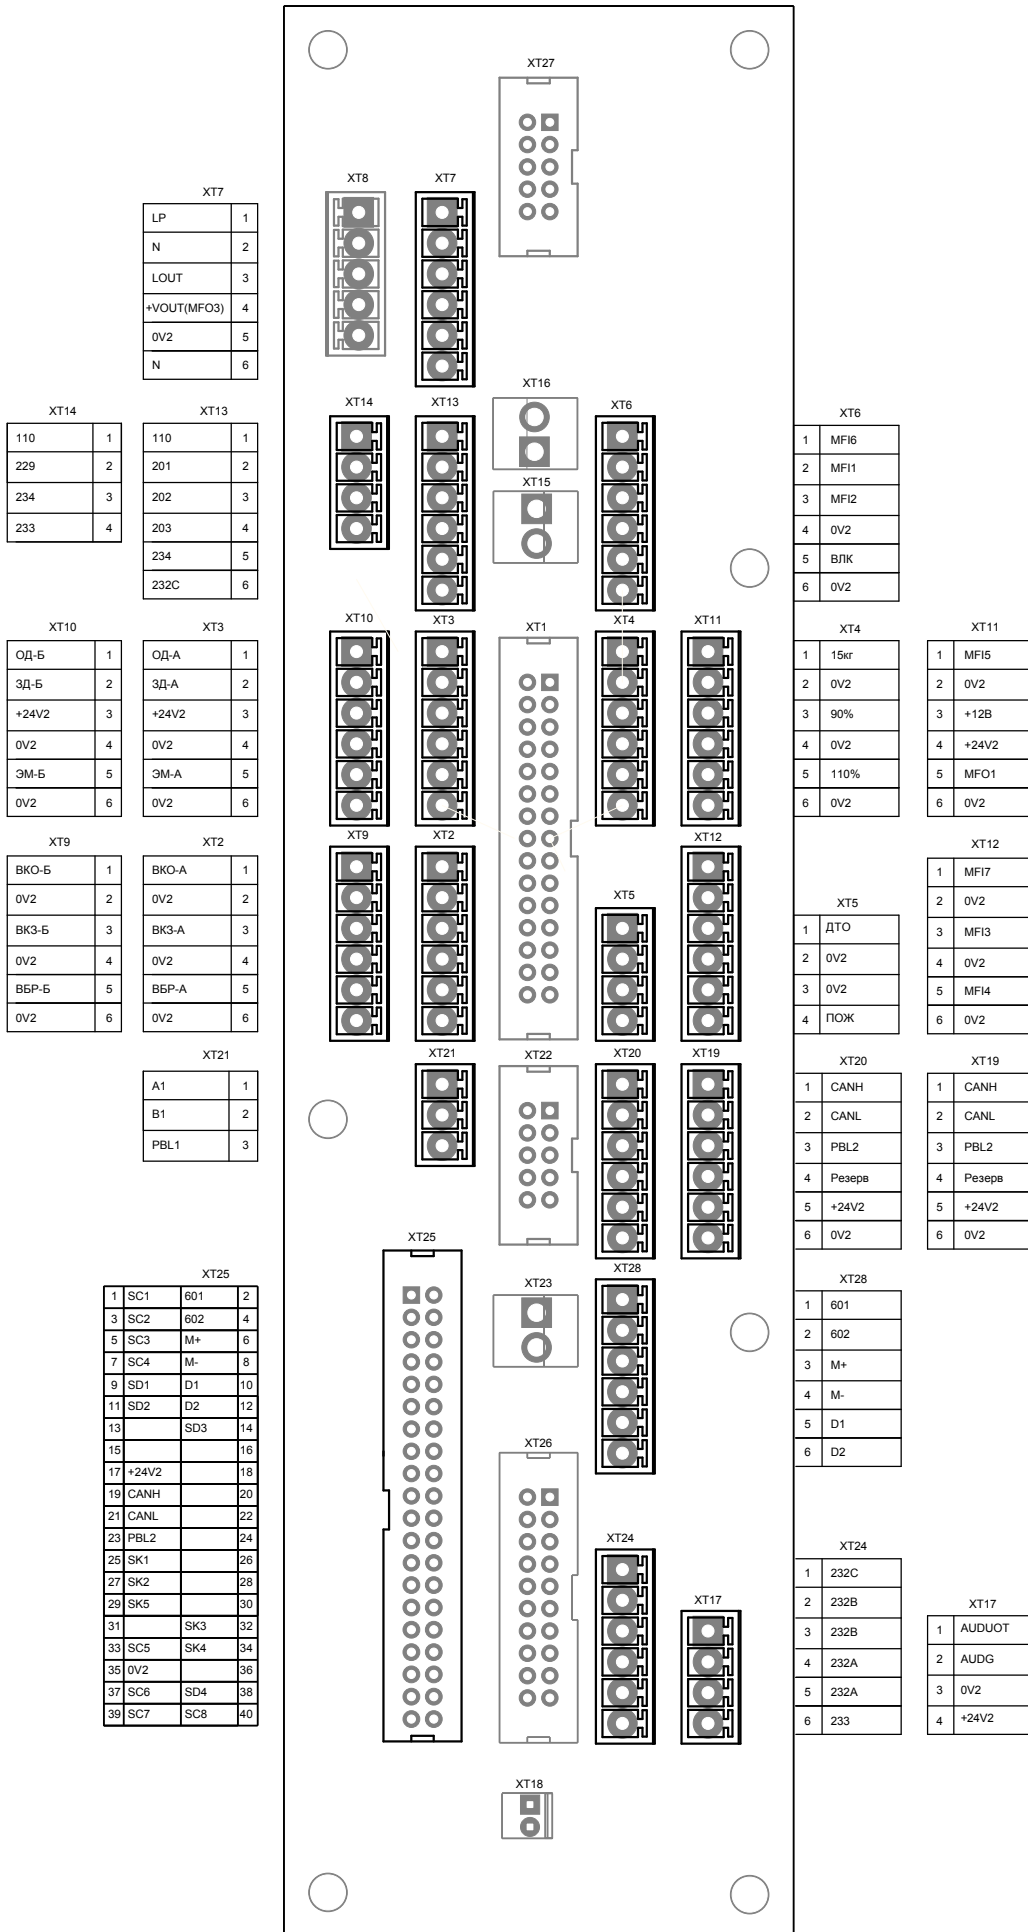 XT27
XT8 XT7
XT7
LP 1
N 2
LOUT 3
+VOUT(MFO3) 4
0V2 5
N 6
XT16
XT14 XT13 XT6
XT15
XT14
110 1
229 2
234 3
233 4
XT13
110 1
201 2
202 3
203 4
234 5
232C 6
XT6
1 MFI6
2 MFI1
3 MFI2
4 0V2
5 ВЛК
6 0V2
XT10 XT3 XT1 XT4 XT11
XT10
ОД-Б 1
ЗД-Б 2
+24V2 3
0V2 4
ЭМ-Б 5
0V2 6
XT3
ОД-А 1
ЗД-А 2
+24V2 3
0V2 4
ЭМ-А 5
0V2 6
XT4
1 15кг
2 0V2
3 90%
4 0V2
5 110%
6 0V2
XT11
1 MFI5
2 0V2
3 +12В
4 +24V2
5 MFO1
6 0V2
XT9 XT2 XT12
XT5
XT9
ВКО-Б 1
0V2 2
ВКЗ-Б 3
0V2 4
ВБР-Б 5
0V2 6
XT2
ВКО-А 1
0V2 2
ВКЗ-А 3
0V2 4
ВБР-А 5
0V2 6
XT5
1 ДТО
2 0V2
3 0V2
4 ПОЖ
XT12
1 MFI7
2 0V2
3 MFI3
4 0V2
5 MFI4
6 0V2
XT21 XT22 XT20 XT19
XT21
A1 1
B1 2
PBL1 3
XT20
1 CANH
2 CANL
3 PBL2
4 Резерв
5 +24V2
6 0V2
XT19
1 CANH
2 CANL
3 PBL2
4 Резерв
5 +24V2
6 0V2
XT25
XT23 XT28
XT25
1 SC1 601 2
3 SC2 602 4
5 SC3 M+ 6
7 SC4 M- 8
9 SD1 D1 10
11 SD2 D2 12
13 SD3 14
15 16
17 +24V2 18
19 CANH 20
21 CANL 22
23 PBL2 24
25 SK1 26
27 SK2 28
29 SK5 30
31 SK3 32
33 SC5 SK4 34
35 0V2 36
37 SC6 SD4 38
39 SC7 SC8 40
XT28
1 601
2 602
3 M+
4 M-
5 D1
6 D2
XT26
XT24
XT17
XT24
1 232C
2 232B
3 232B
4 232A
5 232A
6 233
XT17
1 AUDUOT
2 AUDG
3 0V2
4 +24V2
XT18